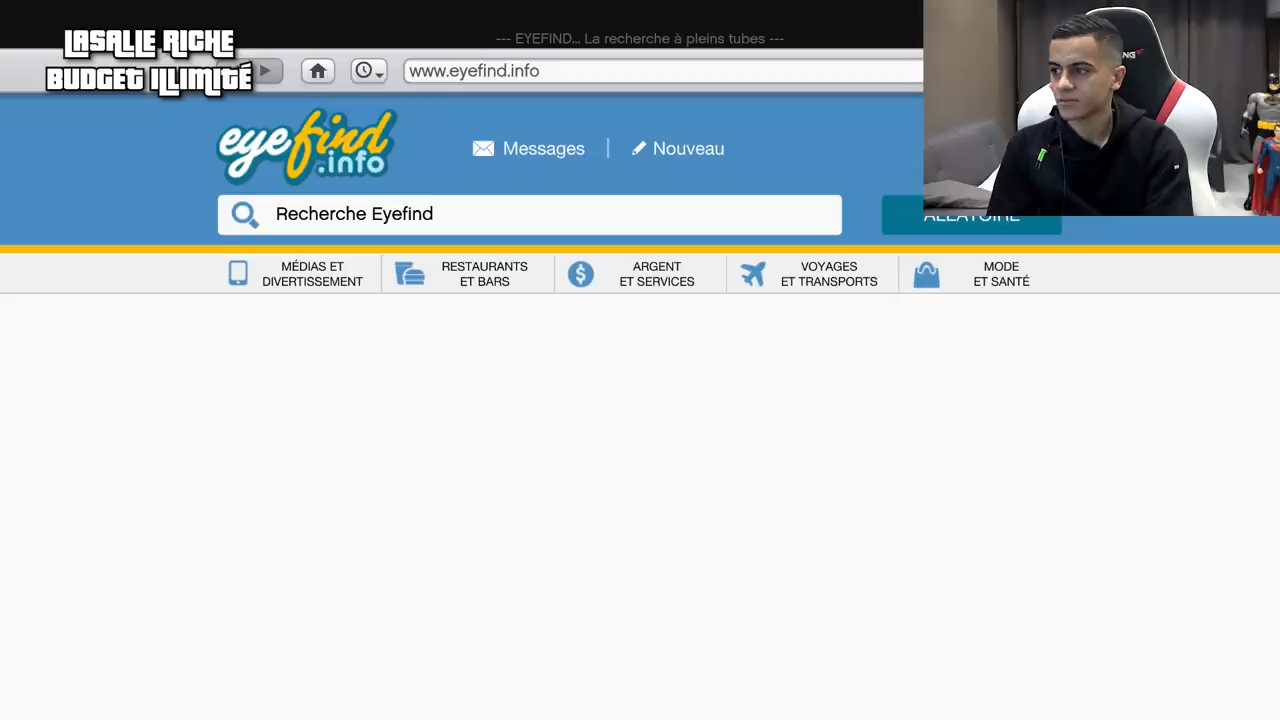 LASALLE RICHE
BUDGET ILLIMITÉ
--- EYEFIND... La recherche à pleins tubes ---
www.eyefind.info
eyefind
.info
Messages
Nouveau
Recherche Eyefind
MÉDIAS ET
DIVERTISSEMENT
RESTAURANTS
ET BARS
ARGENT
ET SERVICES
VOYAGES
ET TRANSPORTS
MODE
ET SANTÉ